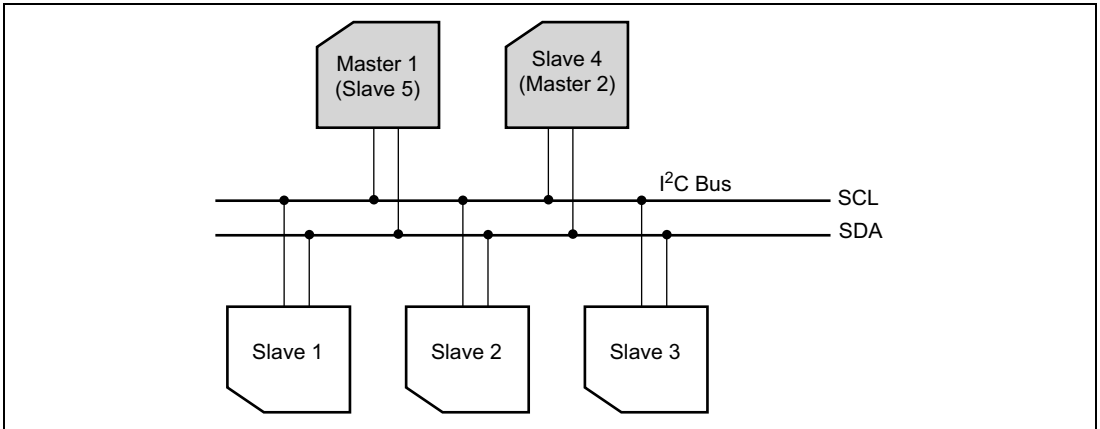 Master 1
(Slave 5)
Slave 4
(Master 2)
I²C Bus
SCL
SDA
Slave 1
Slave 2
Slave 3